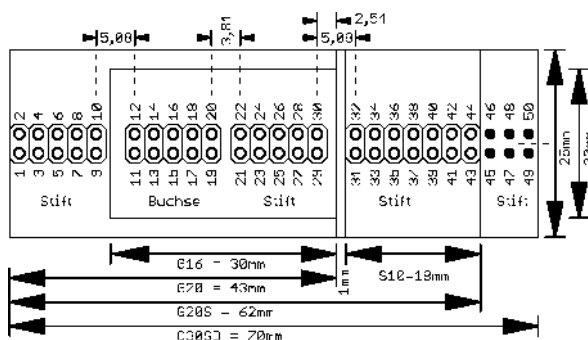 2,54
5,08
3,81
5,08
2 4 6 8 10 12 14 16 18 20 22 24 26 28 30 32 34 36 38 40 42 44 46 48 50
1 3 5 7 9 11 13 15 17 19 21 23 25 27 29 31 33 35 37 39 41 43 45 47 49
Stift Buchse Stift Stift Stift
25mm
G16 - 30mm
1mm
S10-18mm
G20 = 43mm
G20S - 62mm
= 70mm